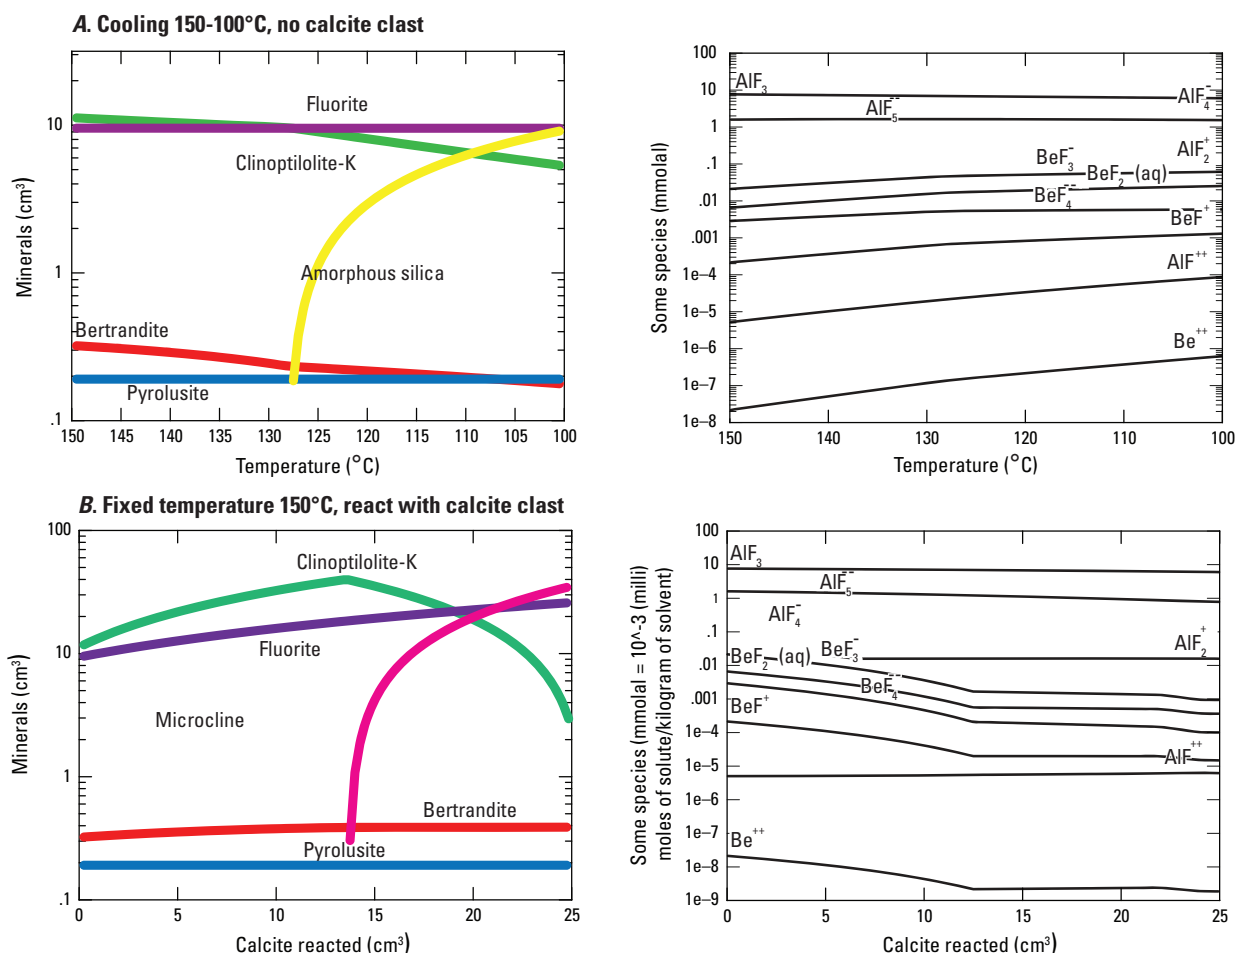 A. Cooling 150-100°C, no calcite clast
Minerals (cm³)
10
1
.1
Fluorite
Clinoptilolite-K
Amorphous silica
Bertrandite
Pyrolusite
150 145 140 135 130 125 120 115 110 105 100
Temperature (°C)
Some species (mmolal)
100
10
1
.1
.01
.001
1e–4
1e–5
1e–6
1e–7
1e–8
AlF₃
AlF₅⁻⁻
AlF₄⁻
BeF₃⁻
BeF₂ (aq)
AlF₂⁺
BeF₄⁻⁻
BeF⁺
AlF⁺⁺
Be⁺⁺
150 140 130 120 110 100
Temperature (°C)
B. Fixed temperature 150°C, react with calcite clast
Minerals (cm³)
100
10
1
.1
Clinoptilolite-K
Fluorite
Microcline
Bertrandite
Pyrolusite
0 5 10 15 20 25
Calcite reacted (cm³)
Some species (mmolal = 10^-3 (milli)
moles of solute/kilogram of solvent)
100
10
1
.1
.01
.001
1e–4
1e–5
1e–6
1e–7
1e–8
1e–9
AlF₃
AlF₅⁻⁻
AlF₄⁻
AlF₂⁺
BeF₂ (aq)
BeF₃⁻
BeF₄⁻⁻
BeF⁺
AlF⁺⁺
Be⁺⁺
0 5 10 15 20 25
Calcite reacted (cm³)